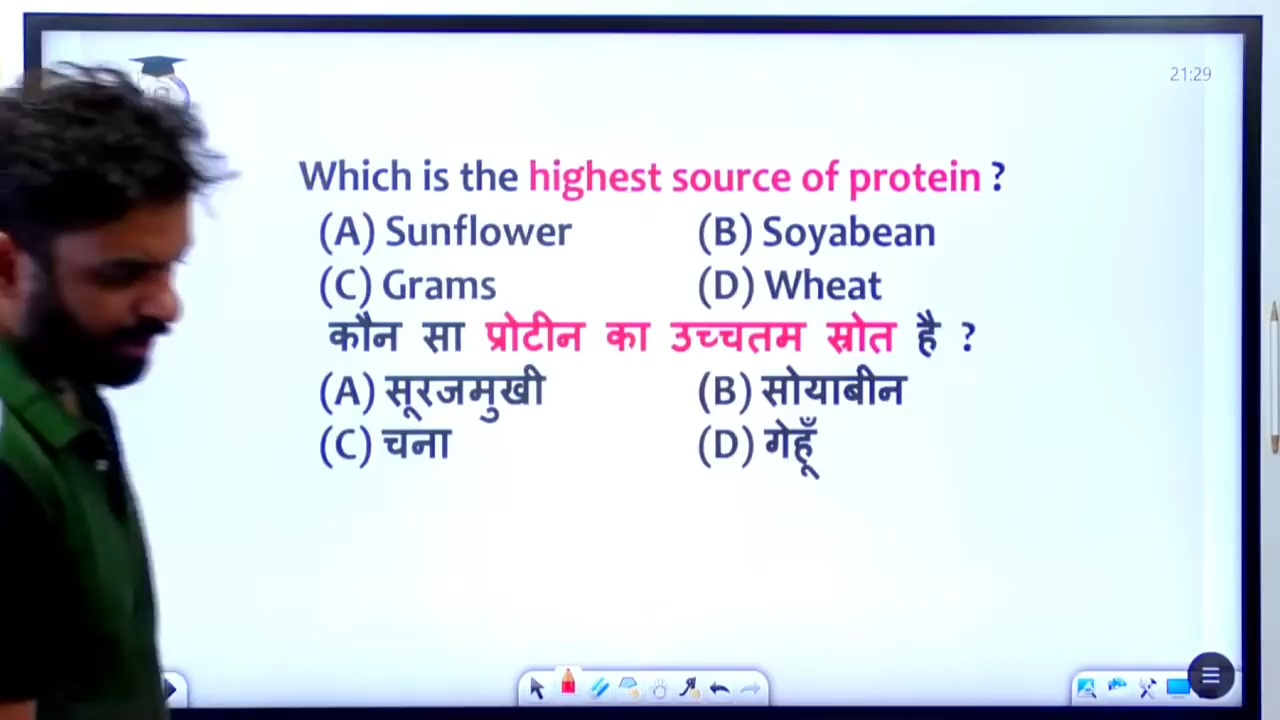 21:29
Which is the highest source of protein ?
(A) Sunflower (B) Soyabean
(C) Grams (D) Wheat
कौन सा प्रोटीन का उच्चतम स्रोत है ?
(A) सूरजमुखी (B) सोयाबीन
(C) चना (D) गेहूँ